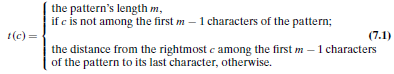 the pattern's length m,
if c is not among the first m − 1 characters of the pattern;
t(c) = (7.1)
the distance from the rightmost c among the first m − 1 characters
of the pattern to its last character, otherwise.